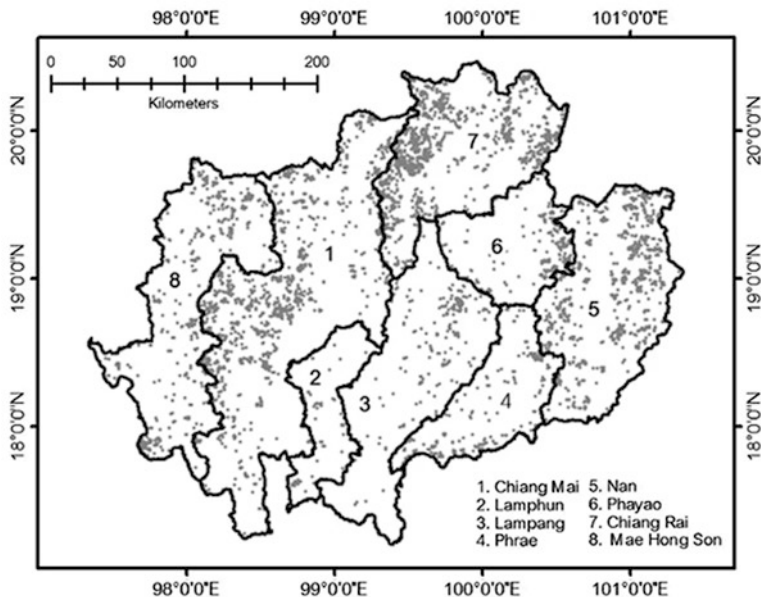 98°0'0"E 99°0'0"E 100°0'0"E 101°0'0"E
0 50 100 200
Kilometers
20°0'0"N 20°0'0"N
7
6
1
19°0'0"N 19°0'0"N
8
5
2
3
4
18°0'0"N 18°0'0"N
1. Chiang Mai 5. Nan
2. Lamphun 6. Phayao
3. Lampang 7. Chiang Rai
4. Phrae 8. Mae Hong Son
98°0'0"E 99°0'0"E 100°0'0"E 101°0'0"E